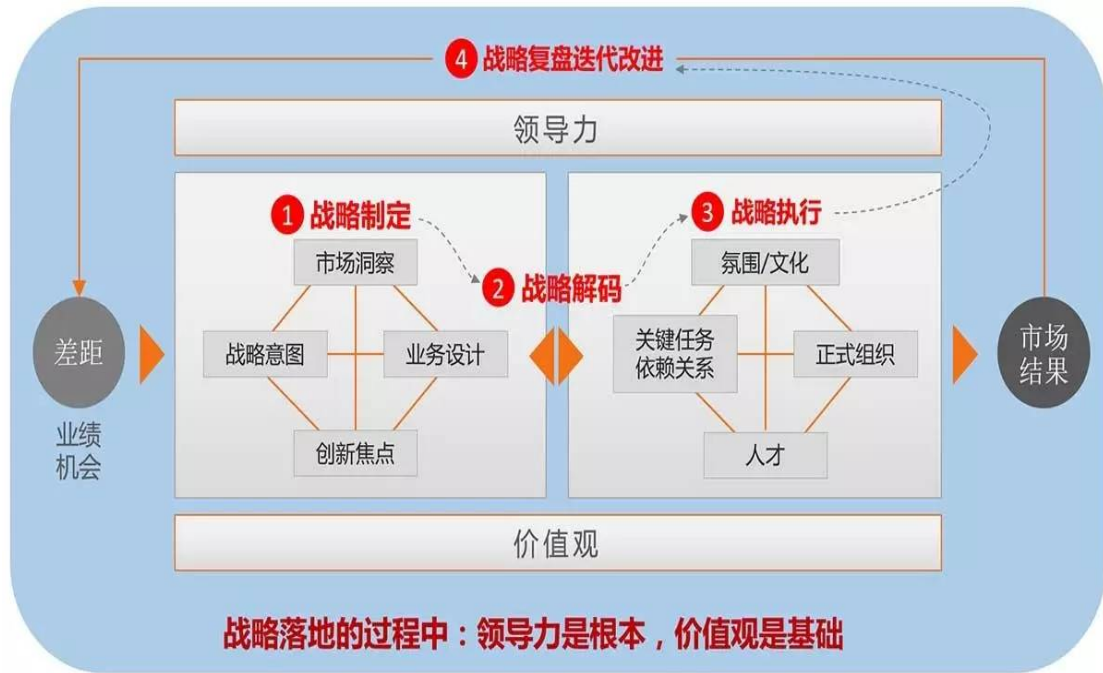 4 战略复盘迭代改进
领导力
1 战略制定
市场洞察
战略意图
业务设计
创新焦点
2 战略解码
3 战略执行
氛围/文化
关键任务
依赖关系
正式组织
人才
差距
业绩
机会
市场
结果
价值观
战略落地的过程中：领导力是根本，价值观是基础